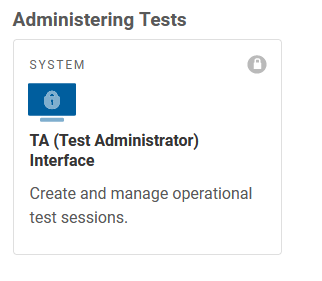 Administering Tests
SYSTEM
TA (Test Administrator)
Interface
Create and manage operational
test sessions.